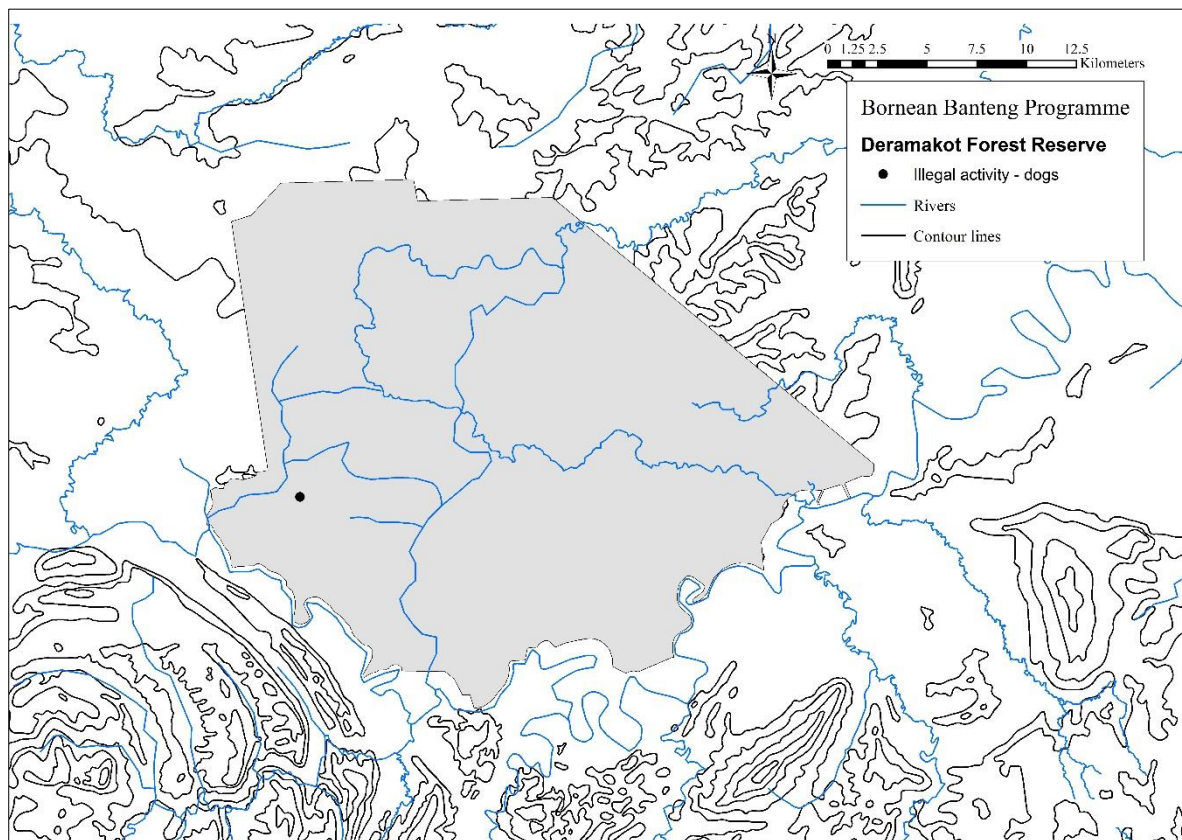 0 1.25 2.5 5 7.5 10 12.5
Kilometers
Bornean Banteng Programme
Deramakot Forest Reserve
Illegal activity - dogs
Rivers
Contour lines